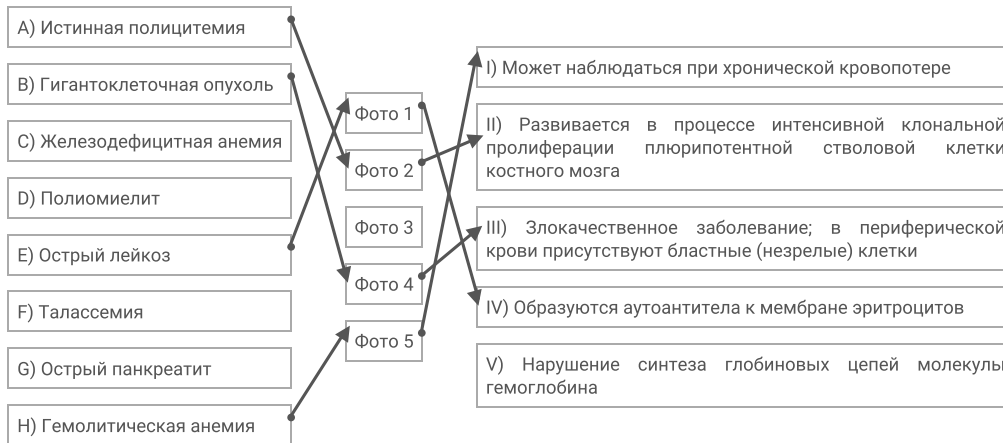 A) Истинная полицитемия
B) Гигантоклеточная опухоль
C) Железодефицитная анемия
D) Полиомиелит
E) Острый лейкоз
F) Талассемия
G) Острый панкреатит
H) Гемолитическая анемия
Фото 1
Фото 2
Фото 3
Фото 4
Фото 5
I) Может наблюдаться при хронической кровопотере
II) Развивается в процессе интенсивной клональной
пролиферации плюрипотентной стволовой клетки
костного мозга
III) Злокачественное заболевание; в периферической
крови присутствуют бластные (незрелые) клетки
IV) Образуются аутоантитела к мембране эритроцитов
V) Нарушение синтеза глобиновых цепей молекулы
гемоглобина